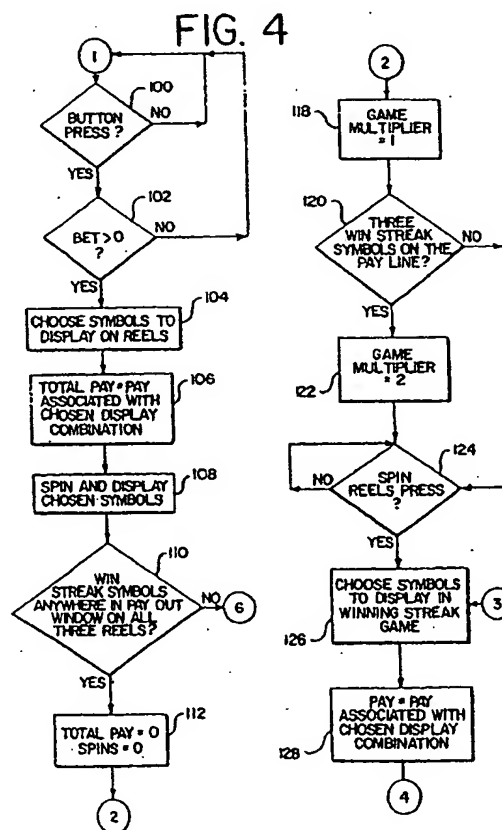 FIG. 4
1
100
BUTTON
PRESS ?
NO
YES
102
BET > 0
?
NO
YES
104
CHOOSE SYMBOLS TO
DISPLAY ON REELS
106
TOTAL PAY = PAY
ASSOCIATED WITH
CHOSEN DISPLAY
COMBINATION
SPIN AND DISPLAY
CHOSEN SYMBOLS
108
110
WIN
STREAK SYMBOLS
ANYWHERE IN PAY OUT
WINDOW ON ALL
THREE REELS?
NO
6
YES
112
TOTAL PAY = 0
SPINS = 0
2
2
118
GAME
MULTIPLIER
= 1
120
THREE
WIN STREAK
SYMBOLS ON THE
PAY LINE?
NO
YES
GAME
MULTIPLIER
= 2
122
124
NO
SPIN
REELS PRESS
?
YES
CHOOSE SYMBOLS
TO DISPLAY IN
WINNING STREAK
GAME
3
126
PAY = PAY
ASSOCIATED WITH
CHOSEN DISPLAY
COMBINATION
128
4